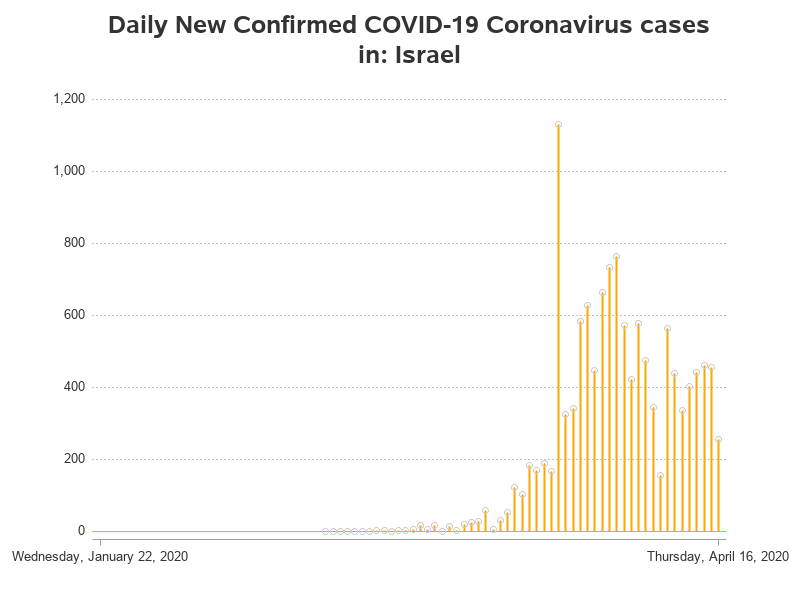 Daily New Confirmed COVID-19 Coronavirus cases
in: Israel
1,200
1,000
800
600
400
200
0
Wednesday, January 22, 2020
Thursday, April 16, 2020